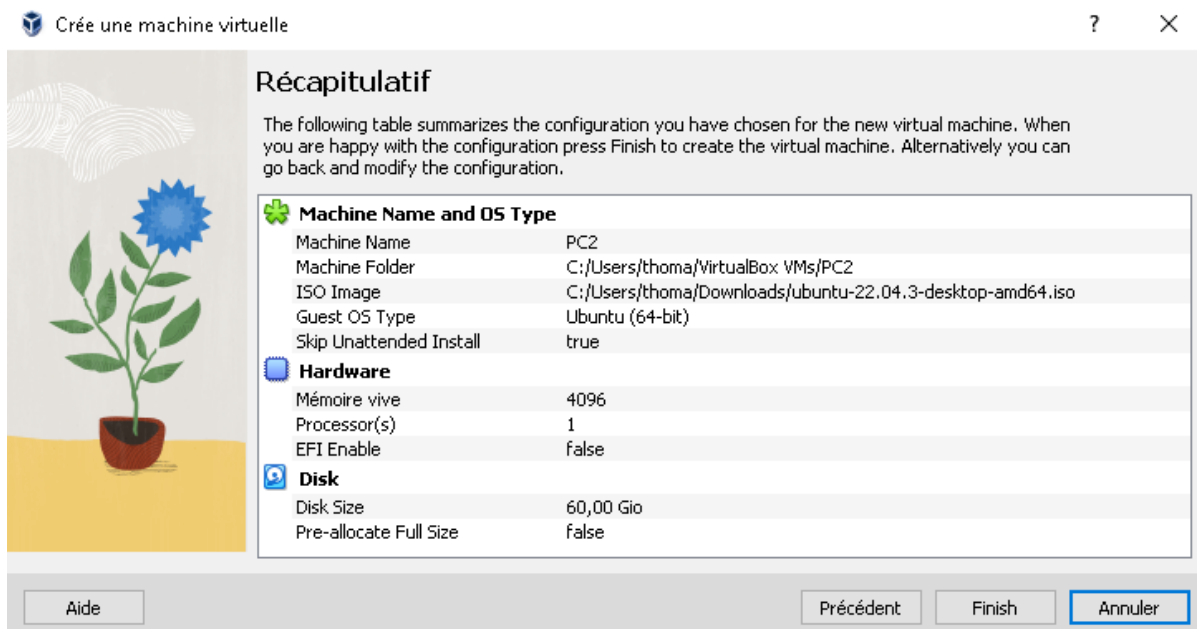 Crée une machine virtuelle
?
Récapitulatif
The following table summarizes the configuration you have chosen for the new virtual machine. When
you are happy with the configuration press Finish to create the virtual machine. Alternatively you can
go back and modify the configuration.
Machine Name and OS Type
Machine Name PC2
Machine Folder C:/Users/thoma/VirtualBox VMs/PC2
ISO Image C:/Users/thoma/Downloads/ubuntu-22.04.3-desktop-amd64.iso
Guest OS Type Ubuntu (64-bit)
Skip Unattended Install true
Hardware
Mémoire vive 4096
Processor(s) 1
EFI Enable false
Disk
Disk Size 60,00 Gio
Pre-allocate Full Size false
Aide Précédent Finish Annuler